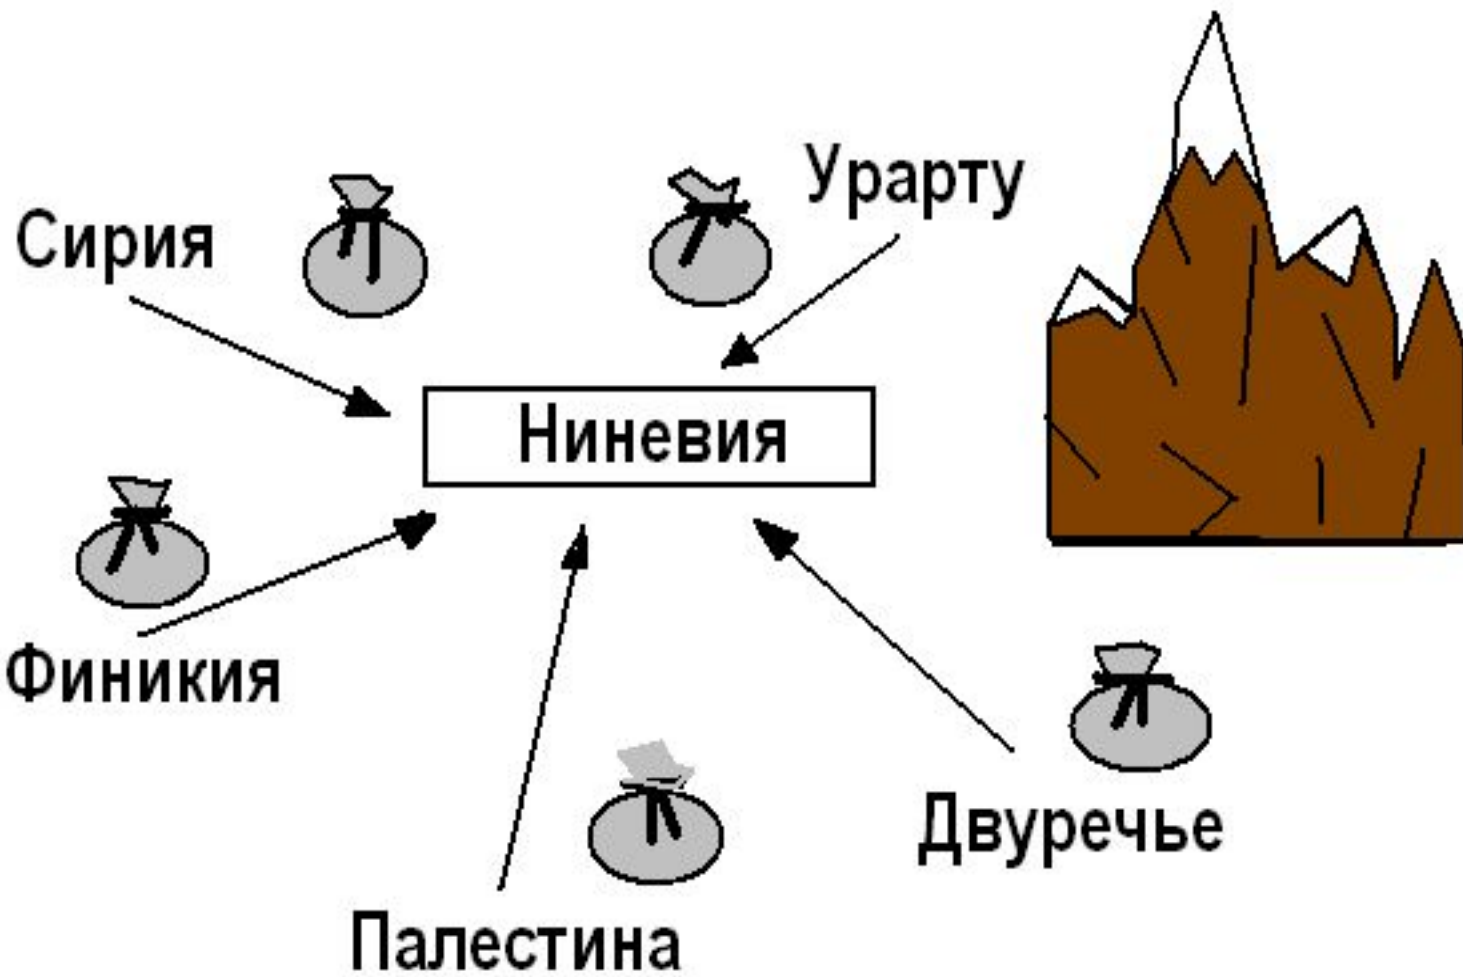 Урарту
Сирия
Ниневия
Финикия
Двуречье
Палестина